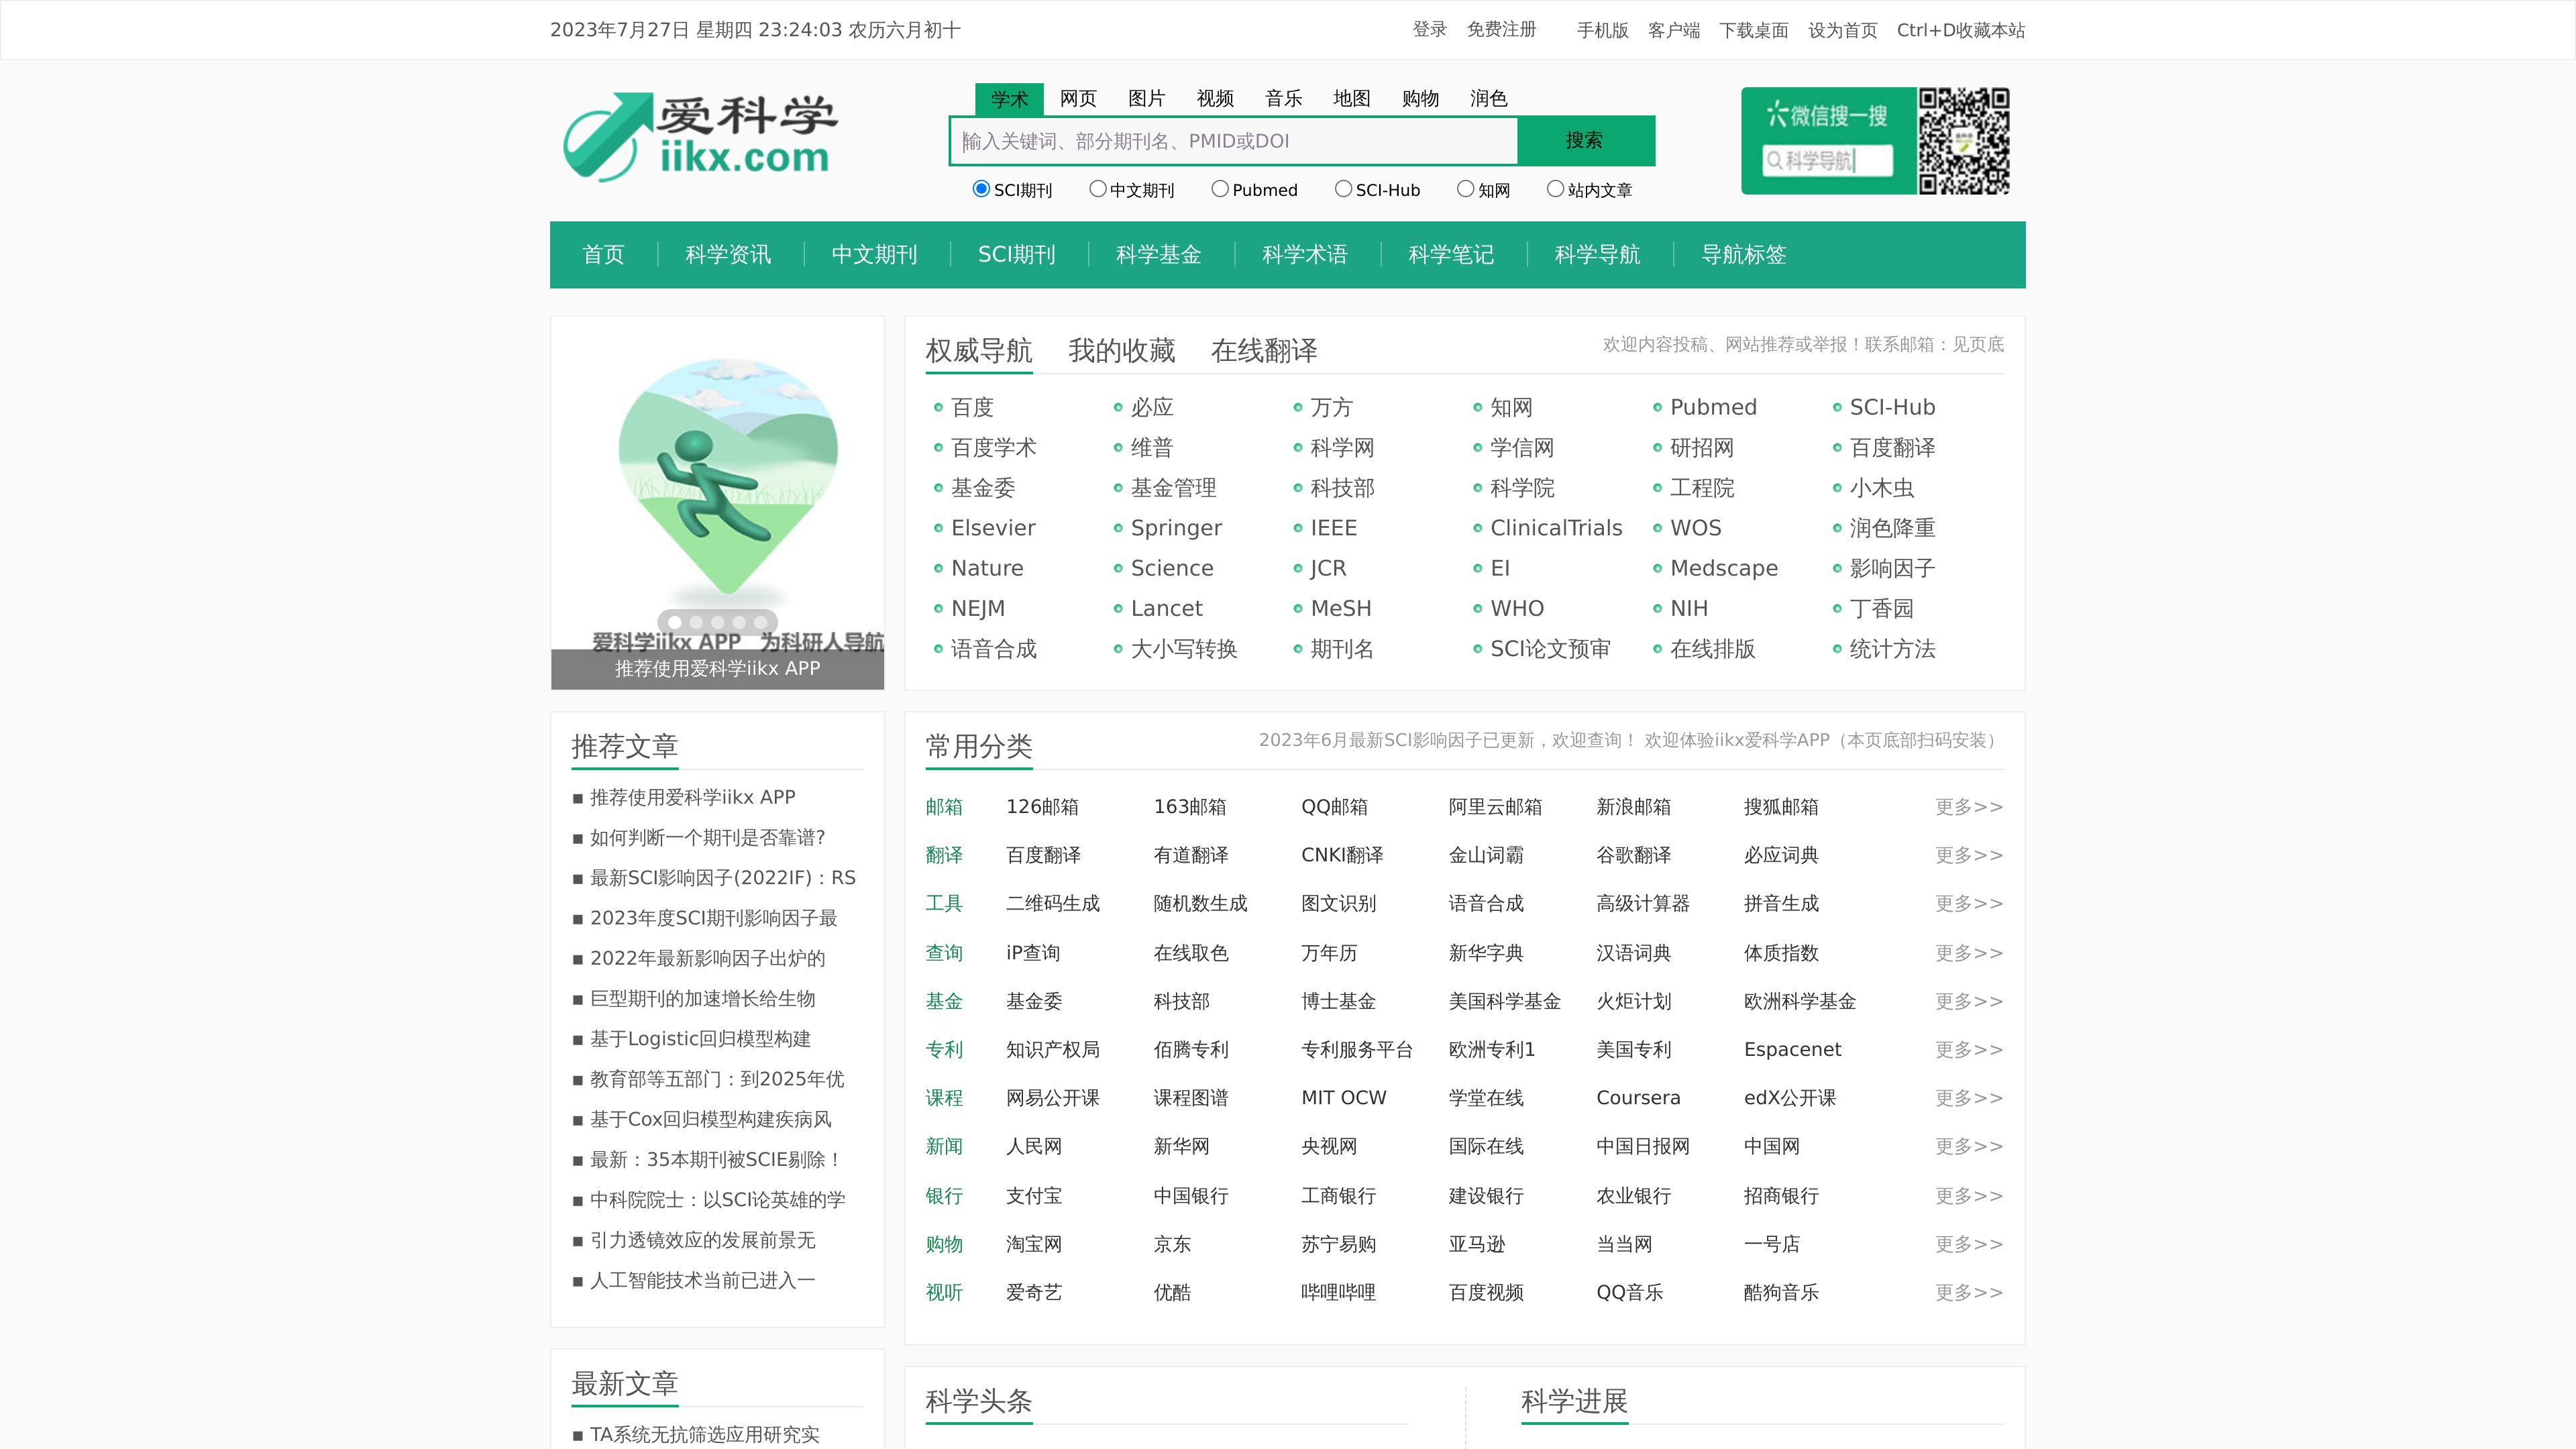 2023年7月27日 星期四 23:24:03 农历六月初十
登录 免费注册 手机版 客户端 下载桌面 设为首页 Ctrl+D收藏本站
爱科学
iikx.com
学术 网页 图片 视频 音乐 地图 购物 润色
输入关键词、部分期刊名、PMID或DOI 搜索
SCI期刊 中文期刊 Pubmed SCI-Hub 知网 站内文章
微信搜一搜
科学导航
首页 科学资讯 中文期刊 SCI期刊 科学基金 科学术语 科学笔记 科学导航 导航标签
爱科学iikx APP 为科研人导航
推荐使用爱科学iikx APP
权威导航 我的收藏 在线翻译 欢迎内容投稿、网站推荐或举报！联系邮箱：见页底
百度 必应 万方 知网 Pubmed SCI-Hub
百度学术 维普 科学网 学信网 研招网 百度翻译
基金委 基金管理 科技部 科学院 工程院 小木虫
Elsevier Springer IEEE ClinicalTrials WOS 润色降重
Nature Science JCR EI Medscape 影响因子
NEJM Lancet MeSH WHO NIH 丁香园
语音合成 大小写转换 期刊名 SCI论文预审 在线排版 统计方法
推荐文章
■ 推荐使用爱科学iikx APP
■ 如何判断一个期刊是否靠谱?
■ 最新SCI影响因子(2022IF)：RS
■ 2023年度SCI期刊影响因子最
■ 2022年最新影响因子出炉的
■ 巨型期刊的加速增长给生物
■ 基于Logistic回归模型构建
■ 教育部等五部门：到2025年优
■ 基于Cox回归模型构建疾病风
■ 最新：35本期刊被SCIE剔除！
■ 中科院院士：以SCI论英雄的学
■ 引力透镜效应的发展前景无
■ 人工智能技术当前已进入一
常用分类 2023年6月最新SCI影响因子已更新，欢迎查询！ 欢迎体验iikx爱科学APP（本页底部扫码安装）
邮箱 126邮箱 163邮箱 QQ邮箱 阿里云邮箱 新浪邮箱 搜狐邮箱 更多>>
翻译 百度翻译 有道翻译 CNKI翻译 金山词霸 谷歌翻译 必应词典 更多>>
工具 二维码生成 随机数生成 图文识别 语音合成 高级计算器 拼音生成 更多>>
查询 iP查询 在线取色 万年历 新华字典 汉语词典 体质指数 更多>>
基金 基金委 科技部 博士基金 美国科学基金 火炬计划 欧洲科学基金 更多>>
专利 知识产权局 佰腾专利 专利服务平台 欧洲专利1 美国专利 Espacenet 更多>>
课程 网易公开课 课程图谱 MIT OCW 学堂在线 Coursera edX公开课 更多>>
新闻 人民网 新华网 央视网 国际在线 中国日报网 中国网 更多>>
银行 支付宝 中国银行 工商银行 建设银行 农业银行 招商银行 更多>>
购物 淘宝网 京东 苏宁易购 亚马逊 当当网 一号店 更多>>
视听 爱奇艺 优酷 哔哩哔哩 百度视频 QQ音乐 酷狗音乐 更多>>
最新文章
■ TA系统无抗筛选应用研究实
科学头条 科学进展